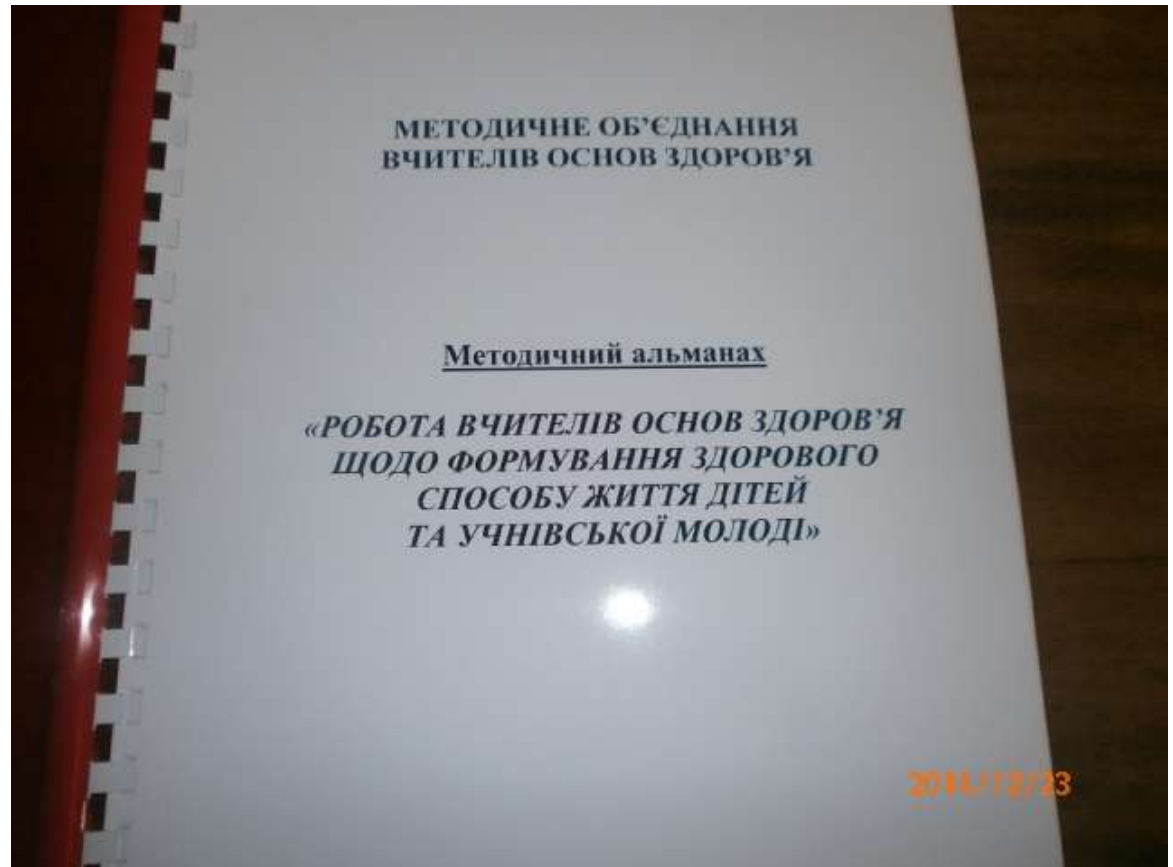 МЕТОДИЧНЕ ОБ’ЄДНАННЯ
ВЧИТЕЛІВ ОСНОВ ЗДОРОВ’Я
Методичний альманах
«РОБОТА ВЧИТЕЛІВ ОСНОВ ЗДОРОВ’Я
ЩОДО ФОРМУВАННЯ ЗДОРОВОГО
СПОСОБУ ЖИТТЯ ДІТЕЙ
ТА УЧНІВСЬКОЇ МОЛОДІ»